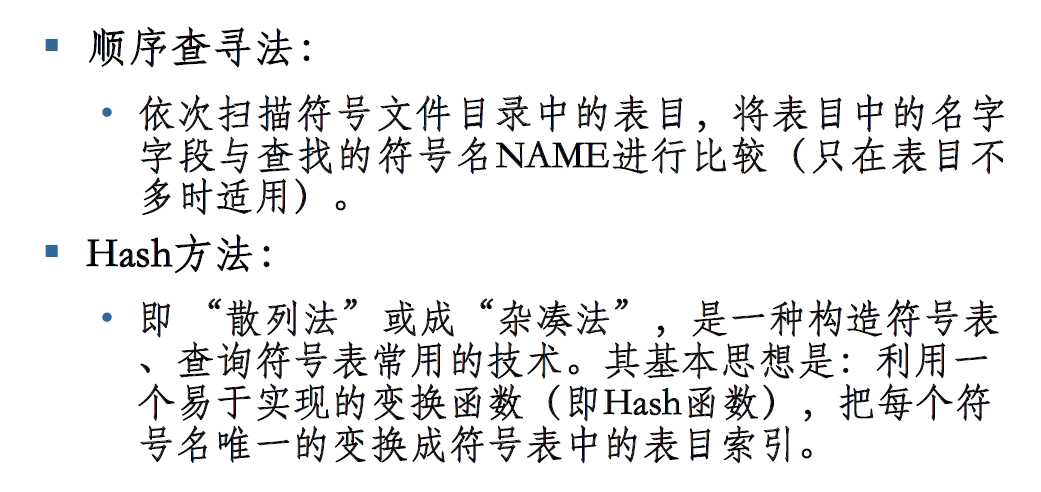 ▪ 顺序查寻法：
• 依次扫描符号文件目录中的表目，将表目中的名字
字段与查找的符号名NAME进行比较（只在表目不
多时适用）。
▪ Hash方法：
• 即 “散列法”或成“杂凑法”，是一种构造符号表
、查询符号表常用的技术。其基本思想是：利用一
个易于实现的变换函数（即Hash函数），把每个符
号名唯一的变换成符号表中的表目索引。